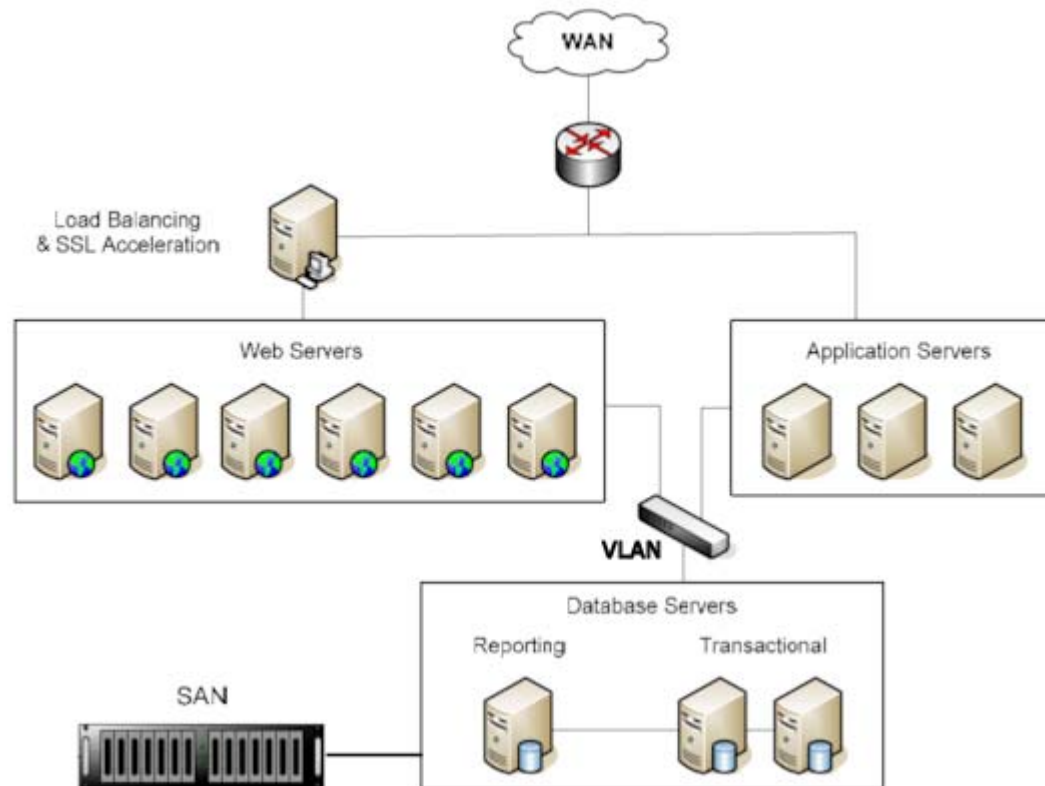 WAN
Load Balancing
& SSL Acceleration
Web Servers
Application Servers
VLAN
Database Servers
Reporting
Transactional
SAN